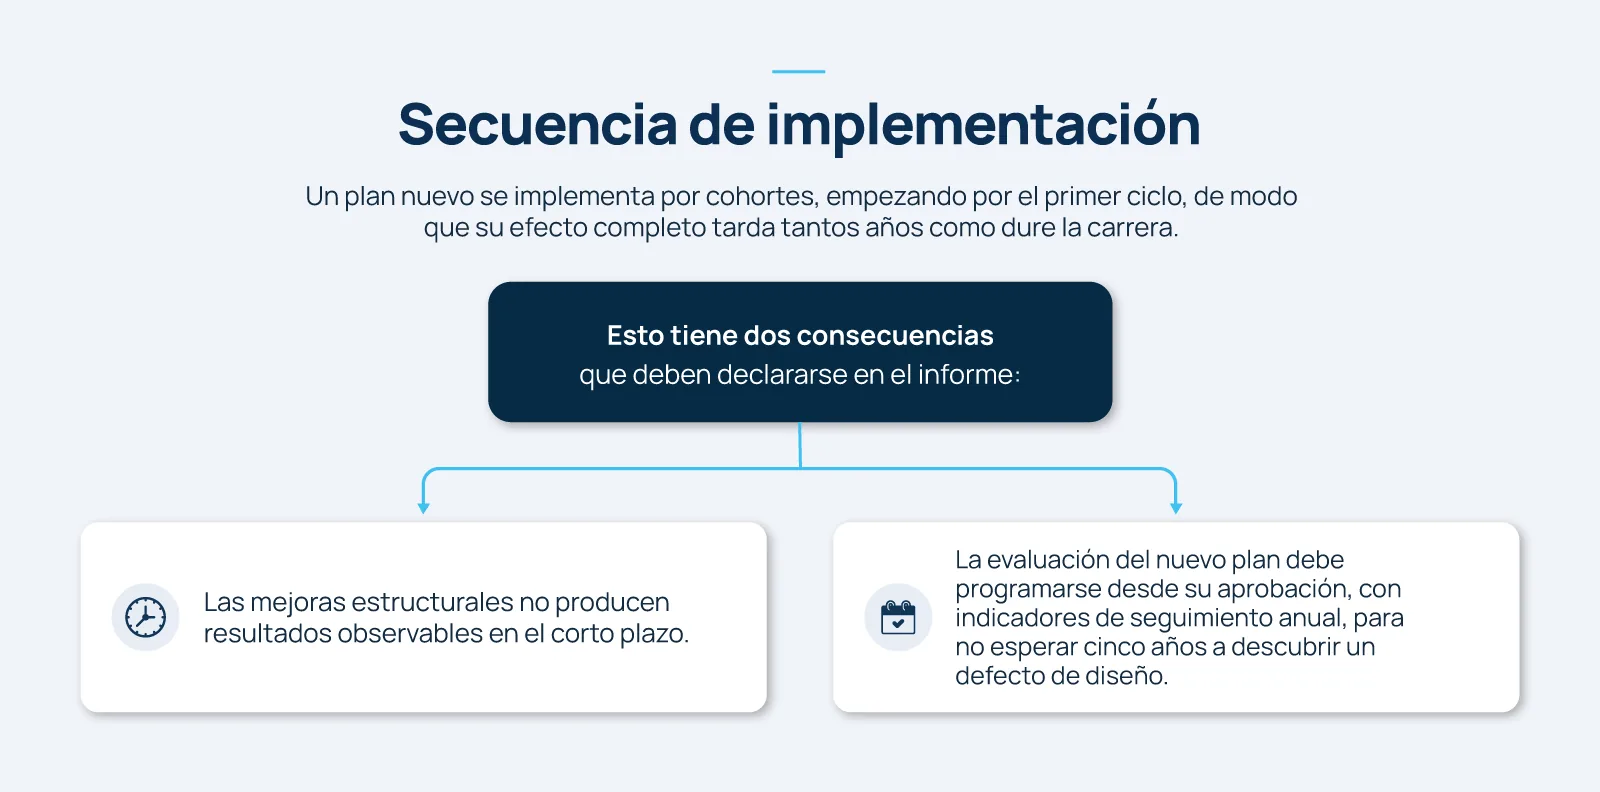 Secuencia de implementación
Un plan nuevo se implementa por cohortes, empezando por el primer ciclo, de modo
que su efecto completo tarda tantos años como dure la carrera.
Esto tiene dos consecuencias
que deben declararse en el informe:
Las mejoras estructurales no producen
resultados observables en el corto plazo.
La evaluación del nuevo plan debe
programarse desde su aprobación, con
indicadores de seguimiento anual, para
no esperar cinco años a descubrir un
defecto de diseño.